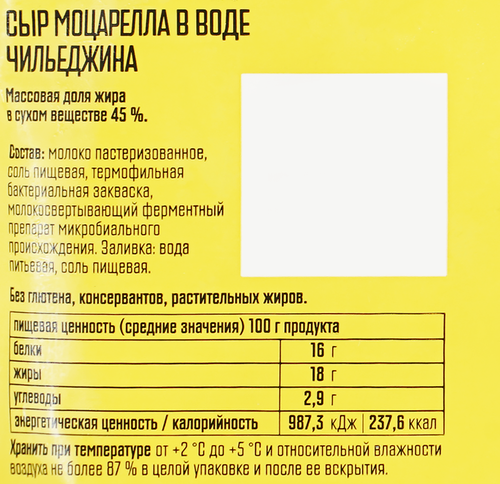 СЫР МОЦАРЕЛЛА В ВОДЕ
ЧИЛЬЕДЖИНА
Массовая доля жира
в сухом веществе 45 %.
Состав: молоко пастеризованное,
соль пищевая, термофильная
бактериальная закваска,
молокосвертывающий ферментный
препарат микробиального
происхождения. Заливка: вода
питьевая, соль пищевая.
Без глютена, консервантов, растительных жиров.
пищевая ценность (средние значения) 100 г продукта
белки 16 г
жиры 18 г
углеводы 2,9 г
энергетическая ценность / калорийность 987,3 кДж 237,6 ккал
Хранить при температуре от +2 °С до +5 °С и относительной влажности
воздуха не более 87 % в целой упаковке и после ее вскрытия.